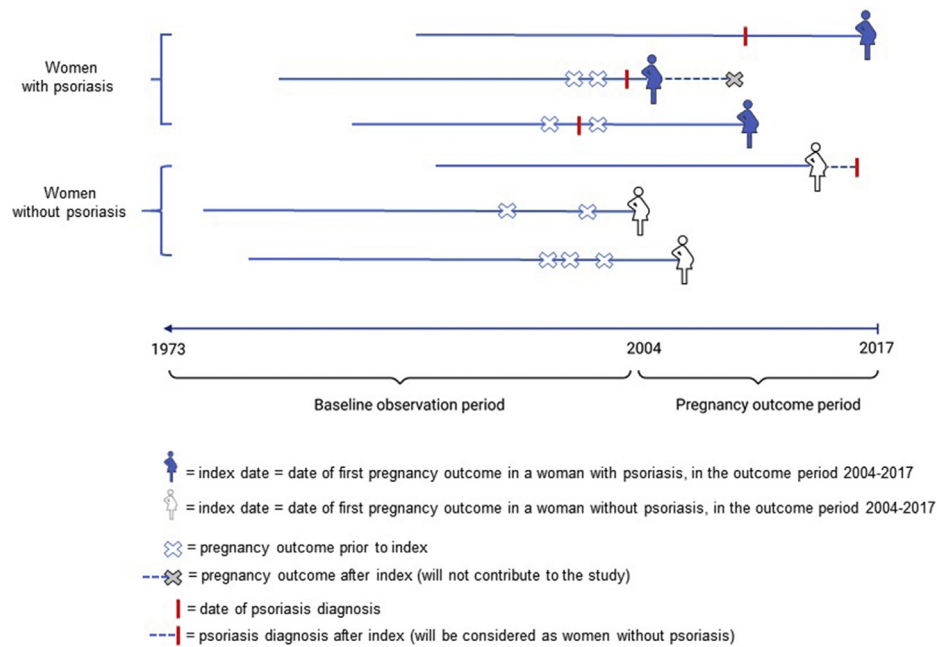 Women
with psoriasis
Women
without psoriasis
1973
2004
2017
Baseline observation period
Pregnancy outcome period
= index date = date of first pregnancy outcome in a woman with psoriasis, in the outcome period 2004-2017
= index date = date of first pregnancy outcome in a woman without psoriasis, in the outcome period 2004-2017
= pregnancy outcome prior to index
= pregnancy outcome after index (will not contribute to the study)
= date of psoriasis diagnosis
= psoriasis diagnosis after index (will be considered as women without psoriasis)